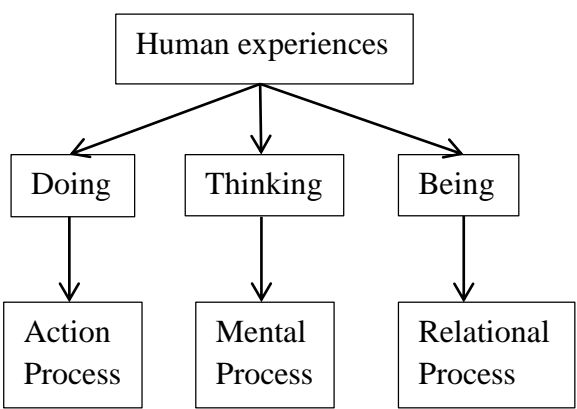 Human experiences
Doing
Thinking
Being
Action
Process
Mental
Process
Relational
Process